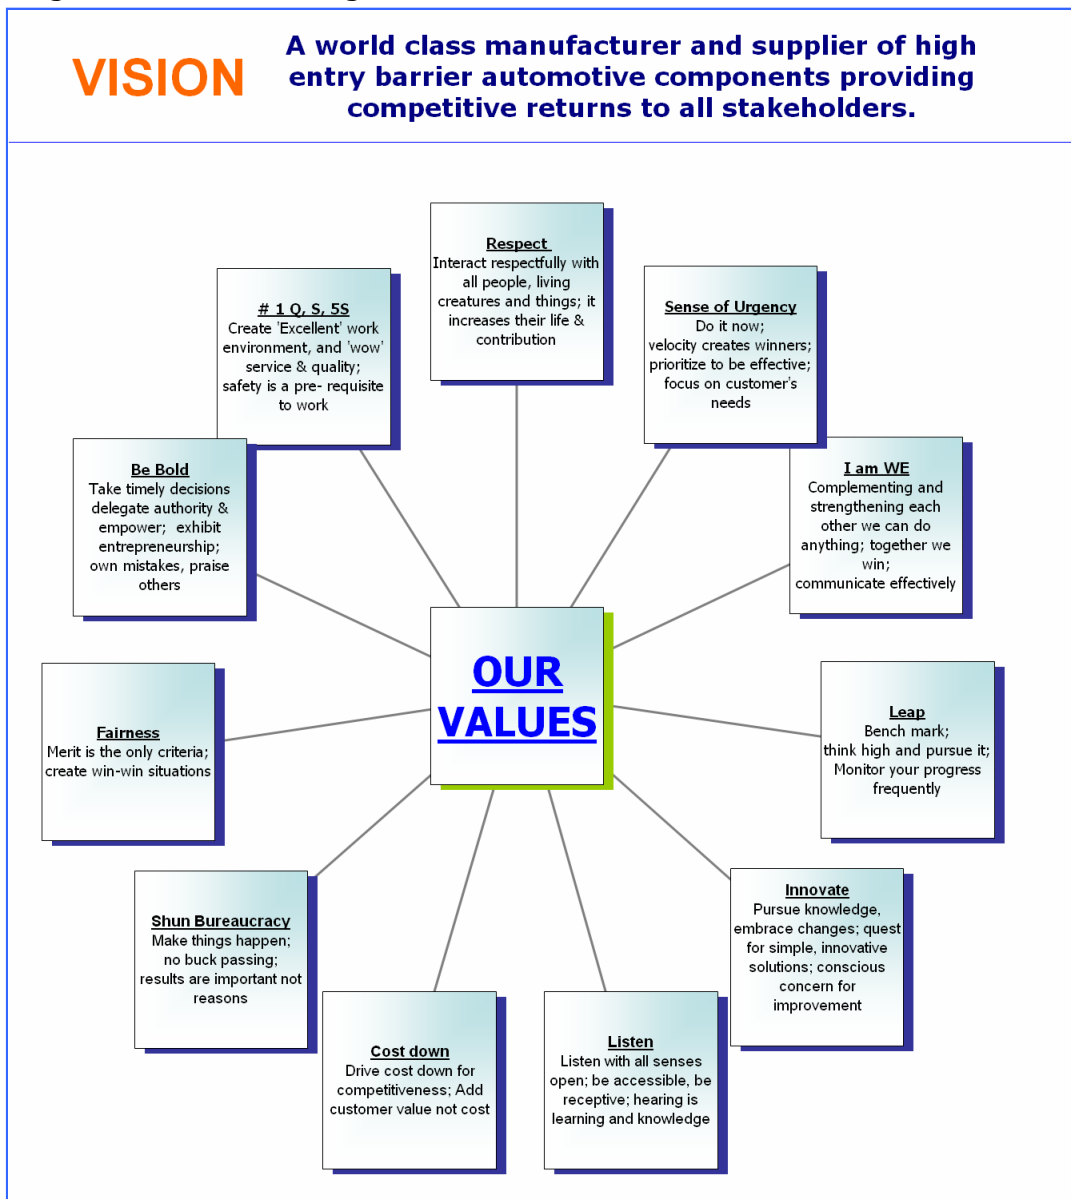 VISION
A world class manufacturer and supplier of high
entry barrier automotive components providing
competitive returns to all stakeholders.
Respect
Interact respectfully with
all people, living
creatures and things; it
increases their life &
contribution
Sense of Urgency
Do it now;
velocity creates winners;
prioritize to be effective;
focus on customer's
needs
I am WE
Complementing and
strengthening each
other we can do
anything; together we
win;
communicate effectively
Leap
Bench mark;
think high and pursue it;
Monitor your progress
frequently
Innovate
Pursue knowledge,
embrace changes; quest
for simple, innovative
solutions; conscious
concern for
improvement
Listen
Listen with all senses
open; be accessible, be
receptive; hearing is
learning and knowledge
Cost down
Drive cost down for
competitiveness; Add
customer value not cost
Shun Bureaucracy
Make things happen;
no buck passing;
results are important not
reasons
Fairness
Merit is the only criteria;
create win-win situations
Be Bold
Take timely decisions
delegate authority &
empower; exhibit
entrepreneurship;
own mistakes, praise
others
# 1 Q, S, 5S
Create 'Excellent' work
environment, and 'wow'
service & quality;
safety is a pre- requisite
to work
OUR
VALUES